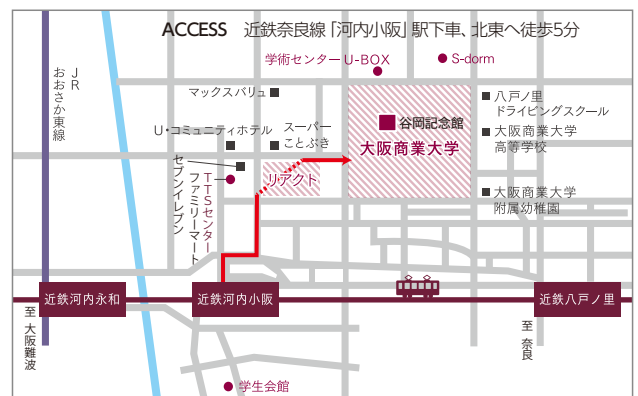 ACCESS 近鉄奈良線「河内小阪」駅下車、北東へ徒歩5分
学術センターU-BOX
S-dorm
JR
おおさか東線
マックスバリュ
U・コミュニティホテル
スーパー
ことぶき
谷岡記念館
大阪商業大学
八戸ノ里
ドライビングスクール
大阪商業大学
高等学校
大阪商業大学
附属幼稚園
リアクト
TTSセンター
ファミリーマート
セブンイレブン
近鉄河内永和
近鉄河内小阪
近鉄八戸ノ里
至 大阪難波
至 奈良
学生会館